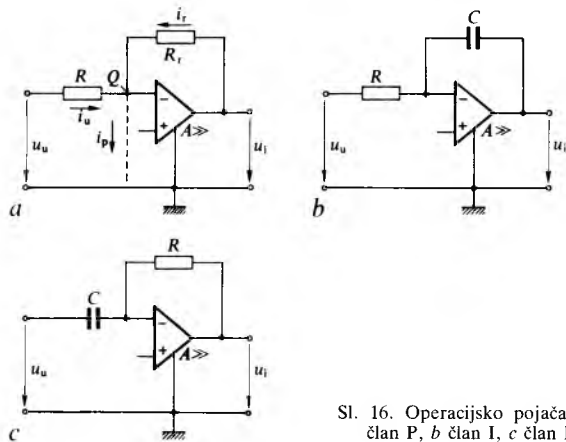 i_r
R_r
R
Q
i_u
−
+
A≫
i_p
u_u
u_i
a
C
R
−
+
A≫
u_u
u_i
b
R
C
−
+
A≫
u_u
u_i
c
Sl. 16. Operacijsko pojača
član P, b član I, c član